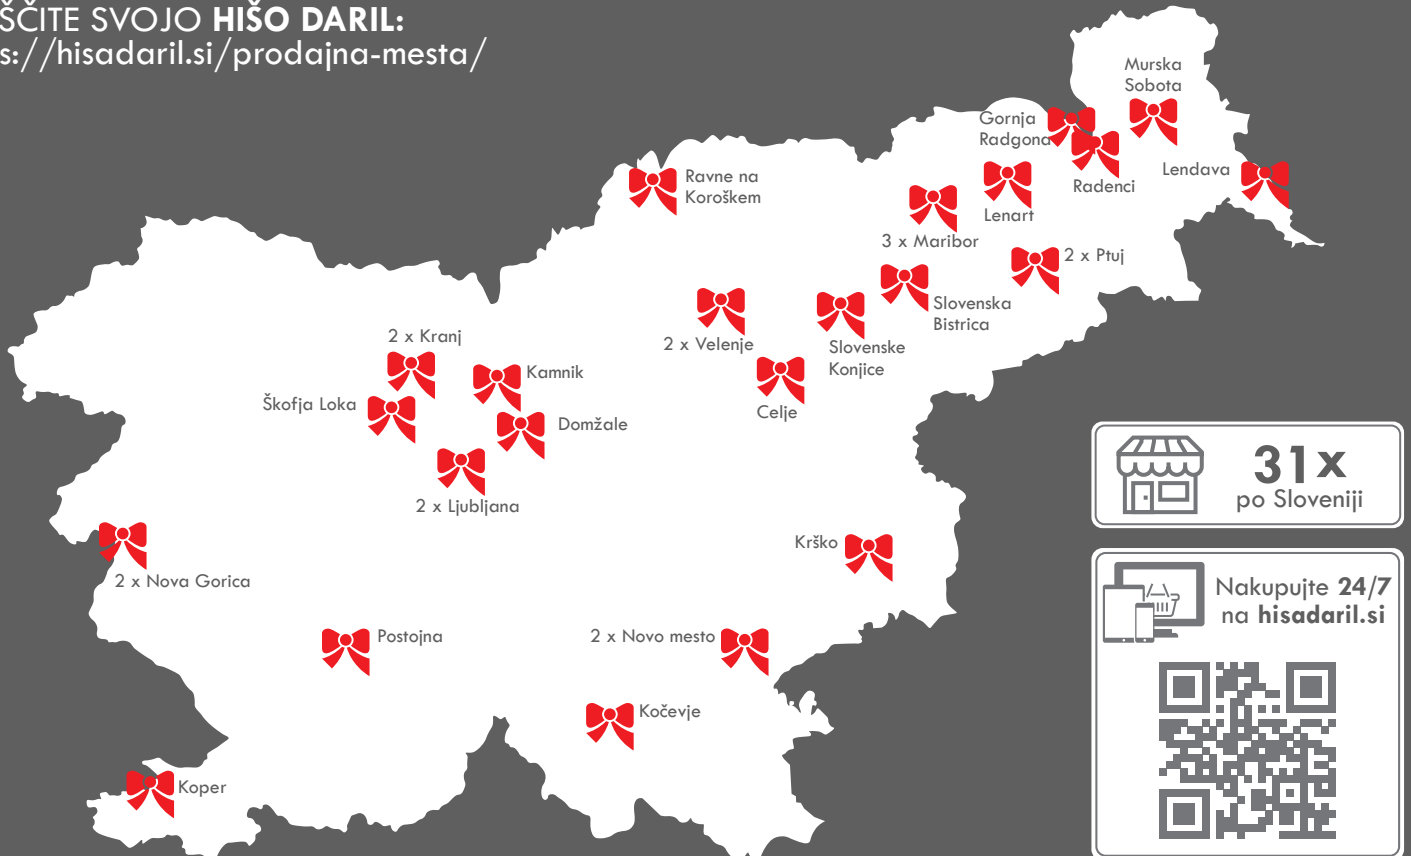 ŠČITE SVOJO HIŠO DARIL:
s://hisadaril.si/prodajna-mesta/
Murska
Sobota
Gornja
Radgona
Lendava
Radenci
Ravne na
Koroškem
Lenart
3 x Maribor
2 x Ptuj
Slovenska
Bistrica
2 x Kranj
2 x Velenje
Slovenske
Konjice
Kamnik
Škofja Loka
Celje
Domžale
2 x Ljubljana
31x
po Sloveniji
Krško
2 x Nova Gorica
Nakupujte 24/7
na hisadaril.si
Postojna
2 x Novo mesto
Kočevje
Koper